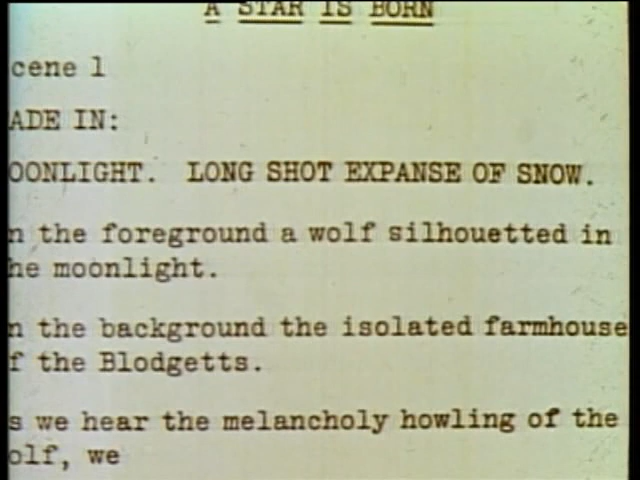 A STAR IS BORN
cene 1
ADE IN:
OONLIGHT. LONG SHOT EXPANSE OF SNOW.
n the foreground a wolf silhouetted in
he moonlight.
n the background the isolated farmhouse
f the Blodgetts.
s we hear the melancholy howling of the
olf, we